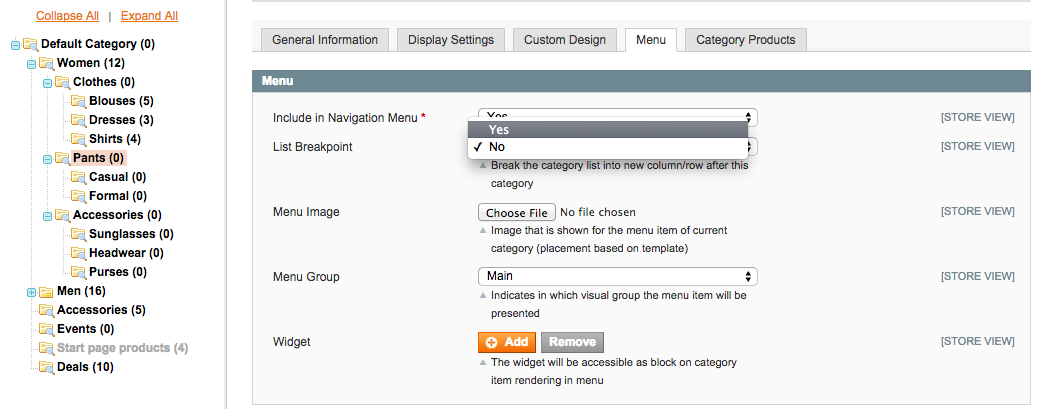 Collapse All | Expand All
Default Category (0)
Women (12)
Clothes (0)
Blouses (5)
Dresses (3)
Shirts (4)
Pants (0)
Casual (0)
Formal (0)
Accessories (0)
Sunglasses (0)
Headwear (0)
Purses (0)
Men (16)
Accessories (5)
Events (0)
Start page products (4)
Deals (10)
General Information
Display Settings
Custom Design
Menu
Category Products
Menu
Include in Navigation Menu * Yes [STORE VIEW]
Yes
✓ No
List Breakpoint [STORE VIEW]
Break the category list into new column/row after this
category
Menu Image Choose File No file chosen [STORE VIEW]
Image that is shown for the menu item of current
category (placement based on template)
Menu Group Main [STORE VIEW]
Indicates in which visual group the menu item will be
presented
Widget Add Remove [STORE VIEW]
The widget will be accessible as block on category
item rendering in menu